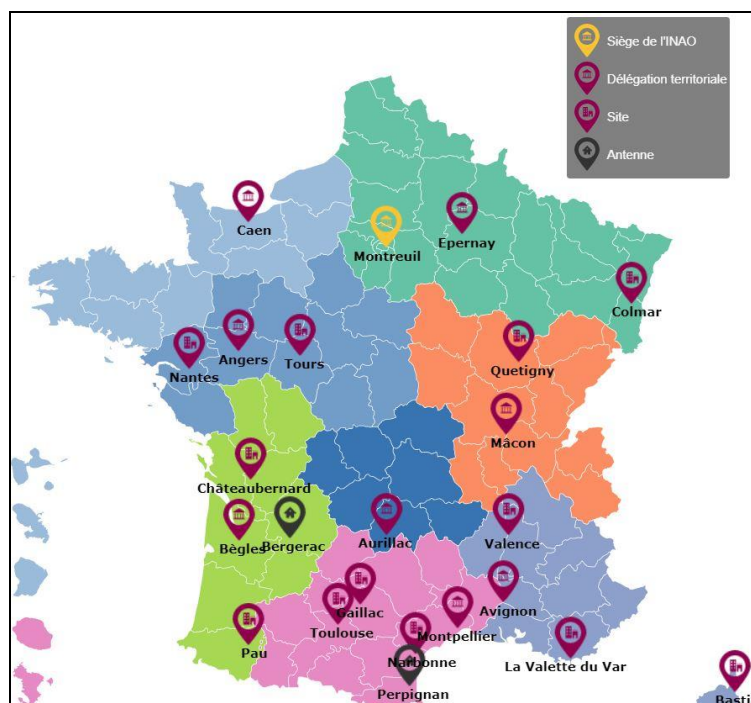 Siège de l'INAO
Délégation territoriale
Site
Antenne
Caen
Montreuil
Epernay
Colmar
Angers
Tours
Nantes
Quetigny
Mâcon
Châteaubernard
Bègles
Bergerac
Aurillac
Valence
Gaillac
Toulouse
Avignon
Montpellier
Pau
Narbonne
La Valette du Var
Perpignan
Basti